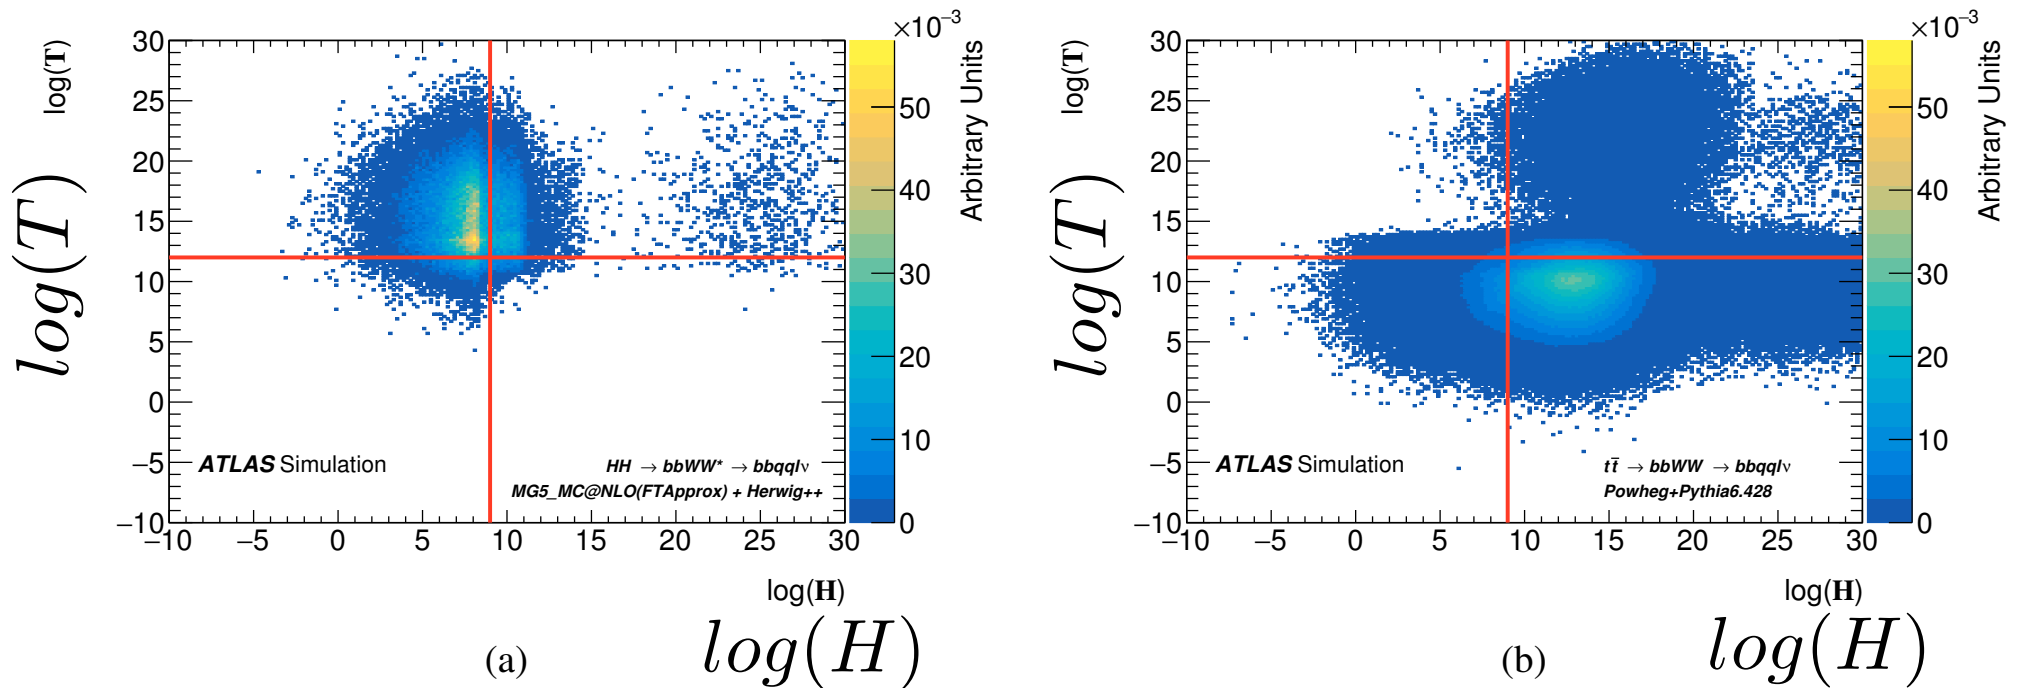 ×10⁻³
30
25
20
15
10
5
0
−5
−10
log(T)
log(T)
ATLAS Simulation
HH → bbWW* → bbqqlν
MG5_MC@NLO(FTApprox) + Herwig++
−10 −5 0 5 10 15 20 25 30
log(H)
log(H)
50
40
30
20
10
0
Arbitrary Units
(a)
×10⁻³
30
25
20
15
10
5
0
−5
−10
log(T)
log(T)
ATLAS Simulation
tt̄ → bbWW → bbqqlν
Powheg+Pythia6.428
−10 −5 0 5 10 15 20 25 30
log(H)
log(H)
50
40
30
20
10
0
Arbitrary Units
(b)